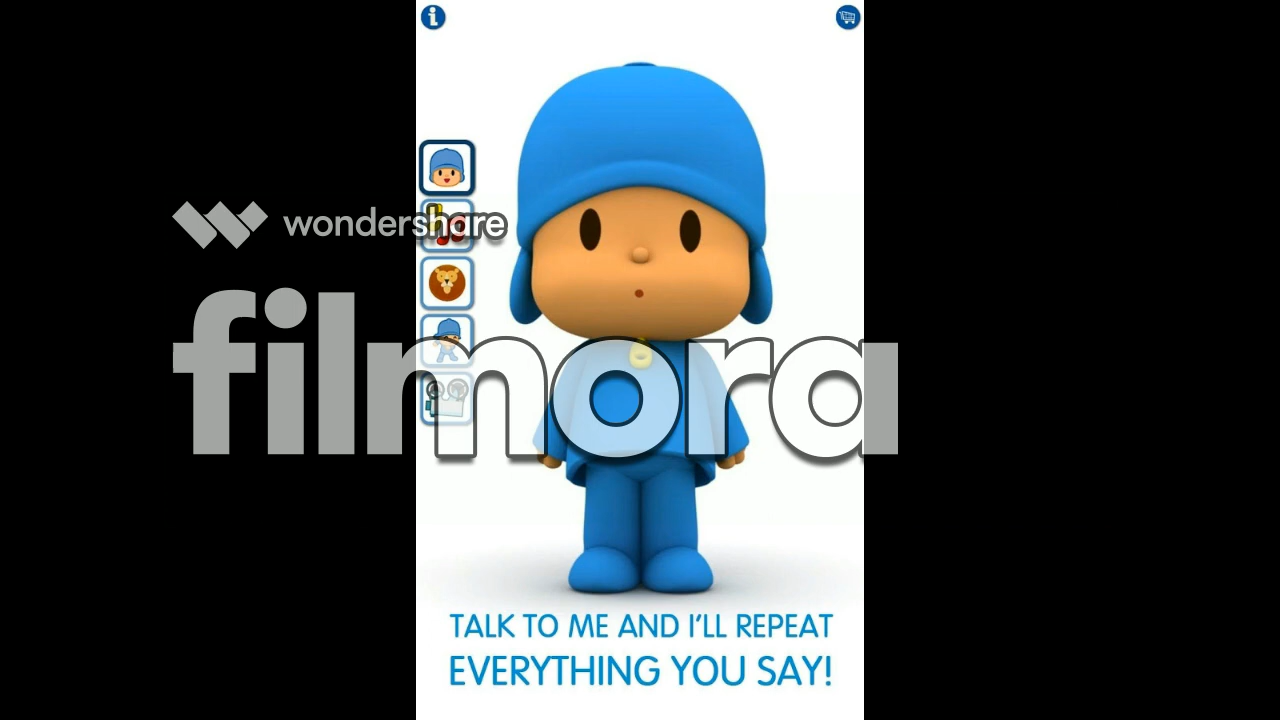 wondershare
filmora
TALK TO ME AND I'LL REPEAT
EVERYTHING YOU SAY!